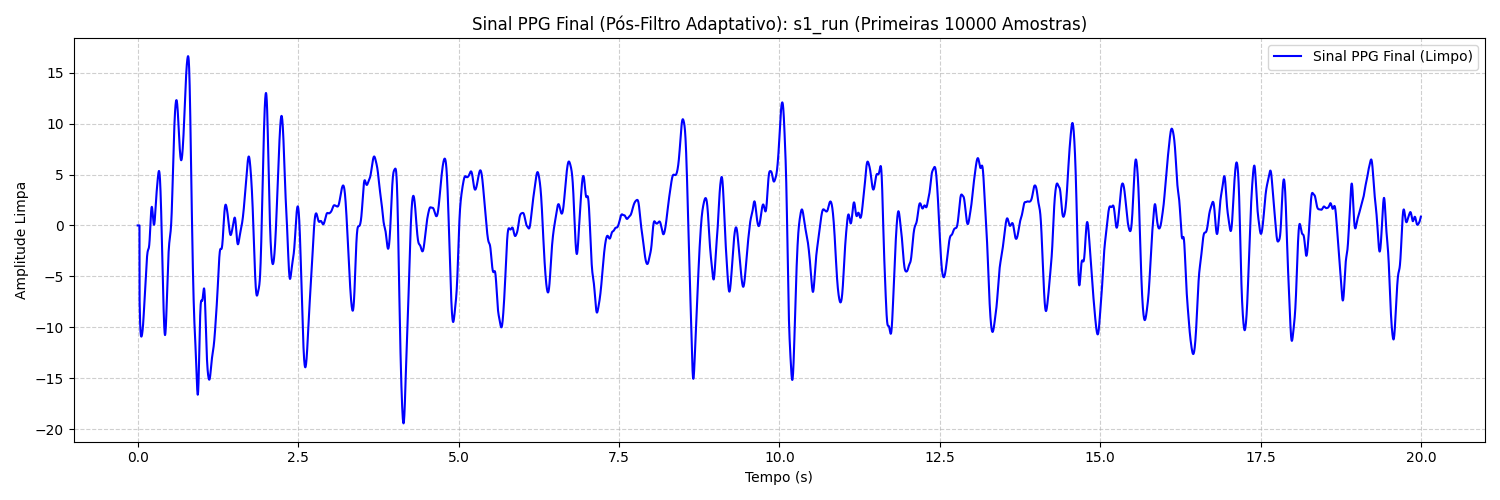 Sinal PPG Final (Pós-Filtro Adaptativo): s1_run (Primeiras 10000 Amostras)
Sinal PPG Final (Limpo)
Amplitude Limpa
15
10
5
0
−5
−10
−15
−20
0.0 2.5 5.0 7.5 10.0 12.5 15.0 17.5 20.0
Tempo (s)